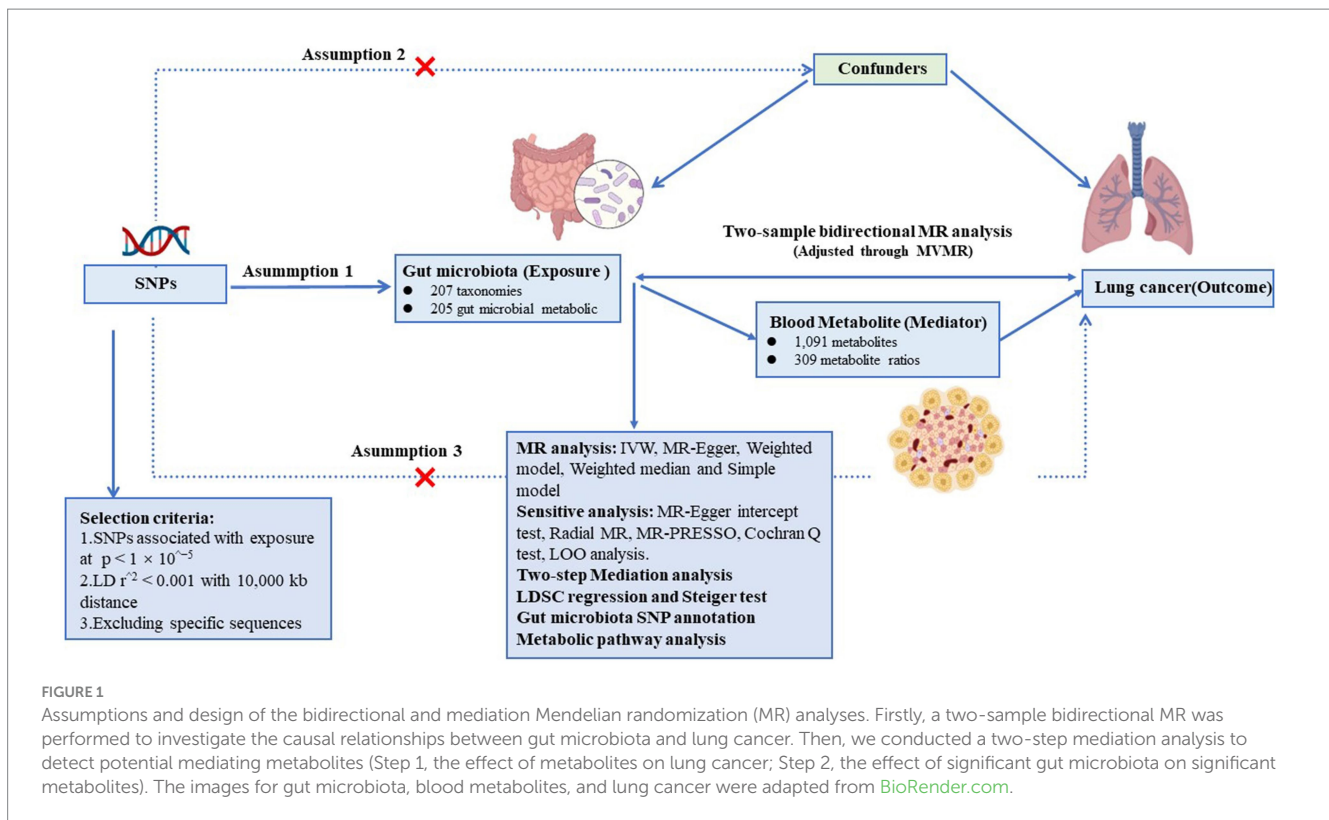 Assumption 2
Confunders
Two-sample bidirectional MR analysis
(Adjusted through MVMR)
SNPs
Asummption 1
Gut microbiota (Exposure )
● 207 taxonomies
● 205 gut microbial metabolic
Lung cancer(Outcome)
Blood Metabolite (Mediator)
● 1,091 metabolites
● 309 metabolite ratios
Asummption 3
Selection criteria:
1.SNPs associated with exposure
at p < 1 × 10^−5
2.LD r^2 < 0.001 with 10,000 kb
distance
3.Excluding specific sequences
MR analysis: IVW, MR-Egger, Weighted
model, Weighted median and Simple
model
Sensitive analysis: MR-Egger intercept
test, Radial MR, MR-PRESSO, Cochran Q
test, LOO analysis.
Two-step Mediation analysis
LDSC regression and Steiger test
Gut microbiota SNP annotation
Metabolic pathway analysis
FIGURE 1
Assumptions and design of the bidirectional and mediation Mendelian randomization (MR) analyses. Firstly, a two-sample bidirectional MR was
performed to investigate the causal relationships between gut microbiota and lung cancer. Then, we conducted a two-step mediation analysis to
detect potential mediating metabolites (Step 1, the effect of metabolites on lung cancer; Step 2, the effect of significant gut microbiota on significant
metabolites). The images for gut microbiota, blood metabolites, and lung cancer were adapted from BioRender.com.